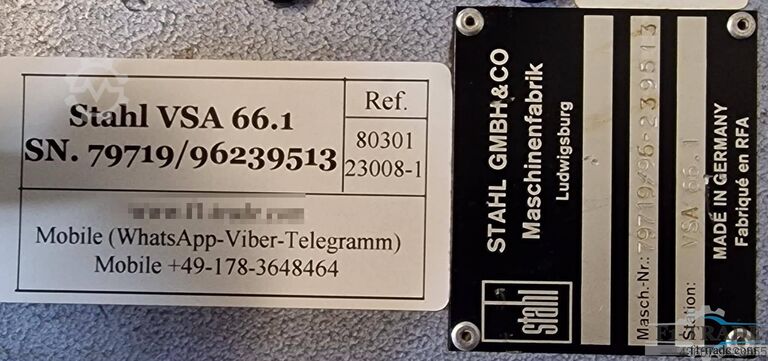 Stahl VSA 66.1
SN. 79719/96239513
Ref.
80301
23008-1
Mobile (WhatsApp-Viber-Telegramm)
Mobile +49-178-3648464
STAHL GMBH&CO
Maschinenfabrik
Ludwigsburg
Masch.-Nr.: 79719/96-239513
Station: VSA 66.1
MADE IN GERMANY
Fabriqué en RFA
stahl